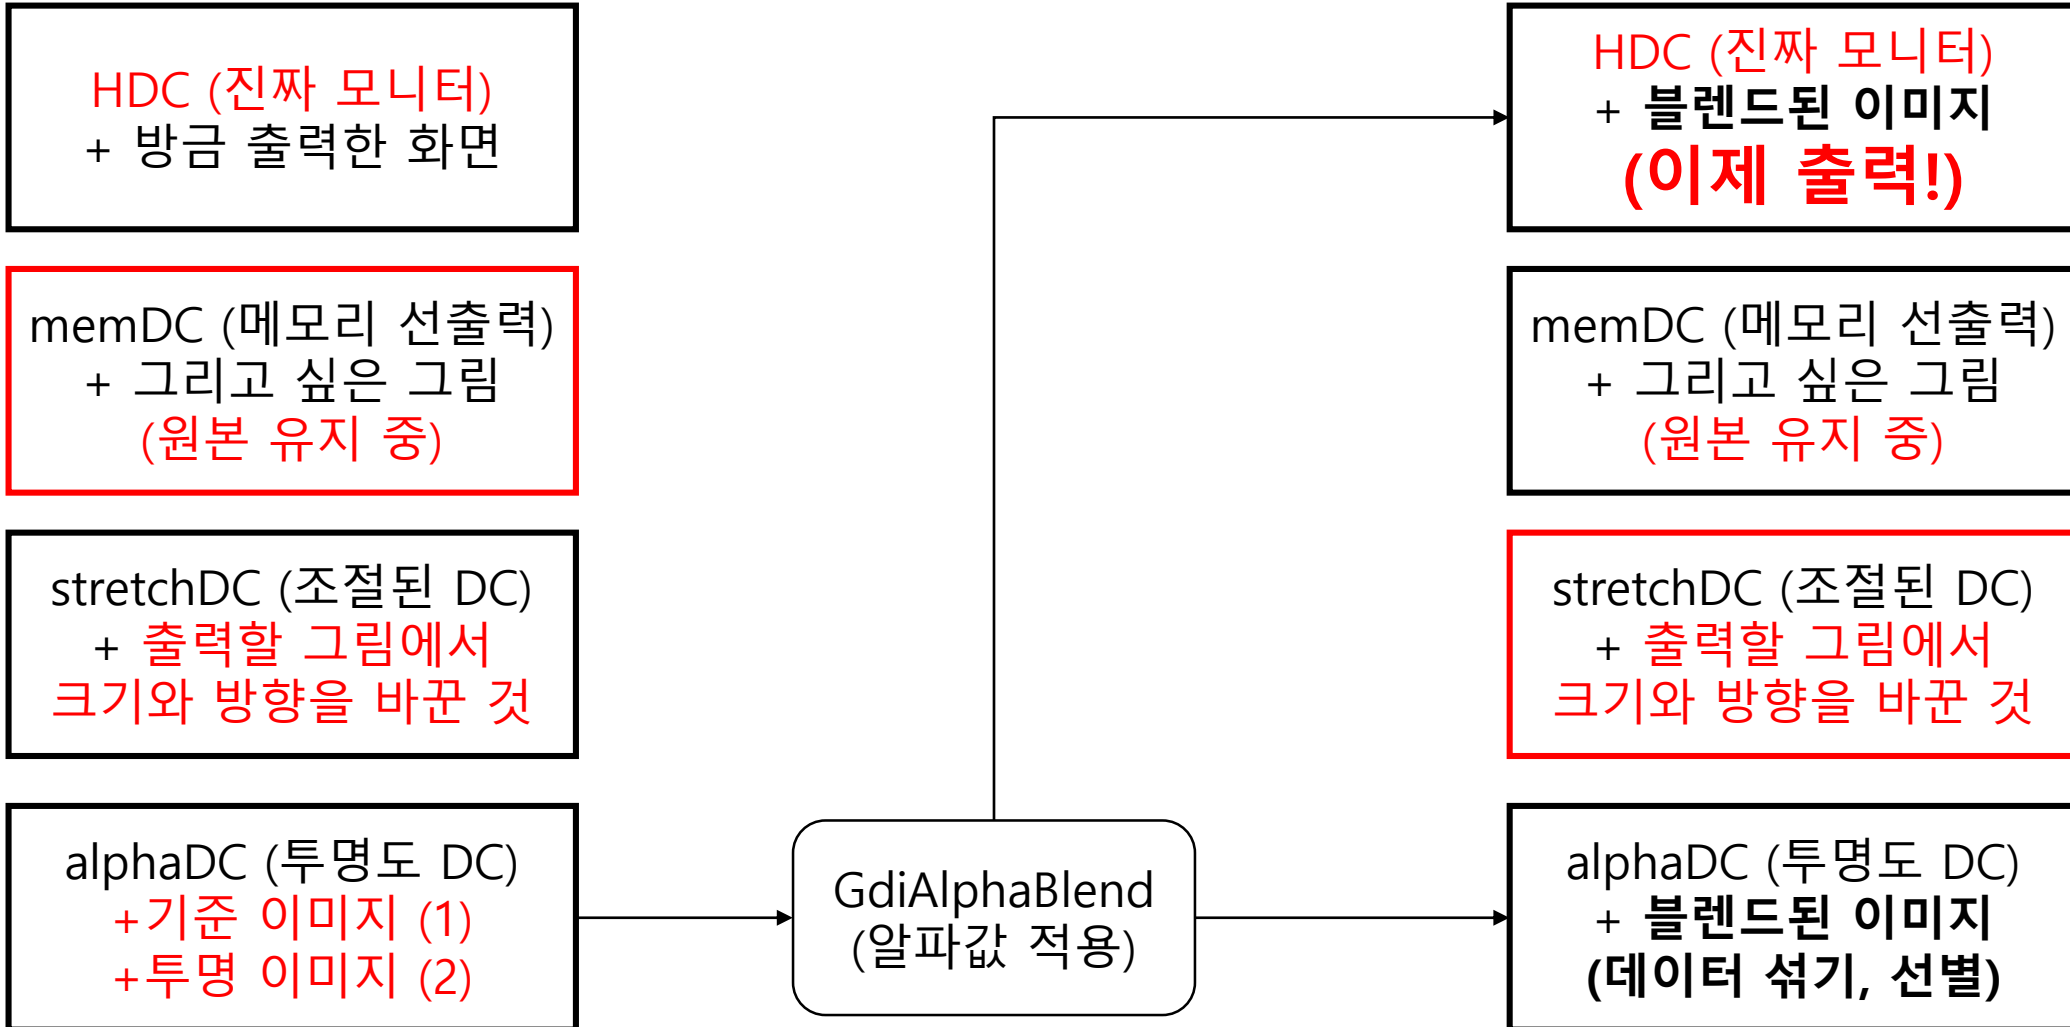 HDC (진짜 모니터)
+ 방금 출력한 화면
memDC (메모리 선출력)
+ 그리고 싶은 그림
(원본 유지 중)
stretchDC (조절된 DC)
+ 출력할 그림에서
크기와 방향을 바꾼 것
alphaDC (투명도 DC)
+기준 이미지 (1)
+투명 이미지 (2)
GdiAlphaBlend
(알파값 적용)
HDC (진짜 모니터)
+ 블렌드된 이미지
(이제 출력!)
memDC (메모리 선출력)
+ 그리고 싶은 그림
(원본 유지 중)
stretchDC (조절된 DC)
+ 출력할 그림에서
크기와 방향을 바꾼 것
alphaDC (투명도 DC)
+ 블렌드된 이미지
(데이터 섞기, 선별)